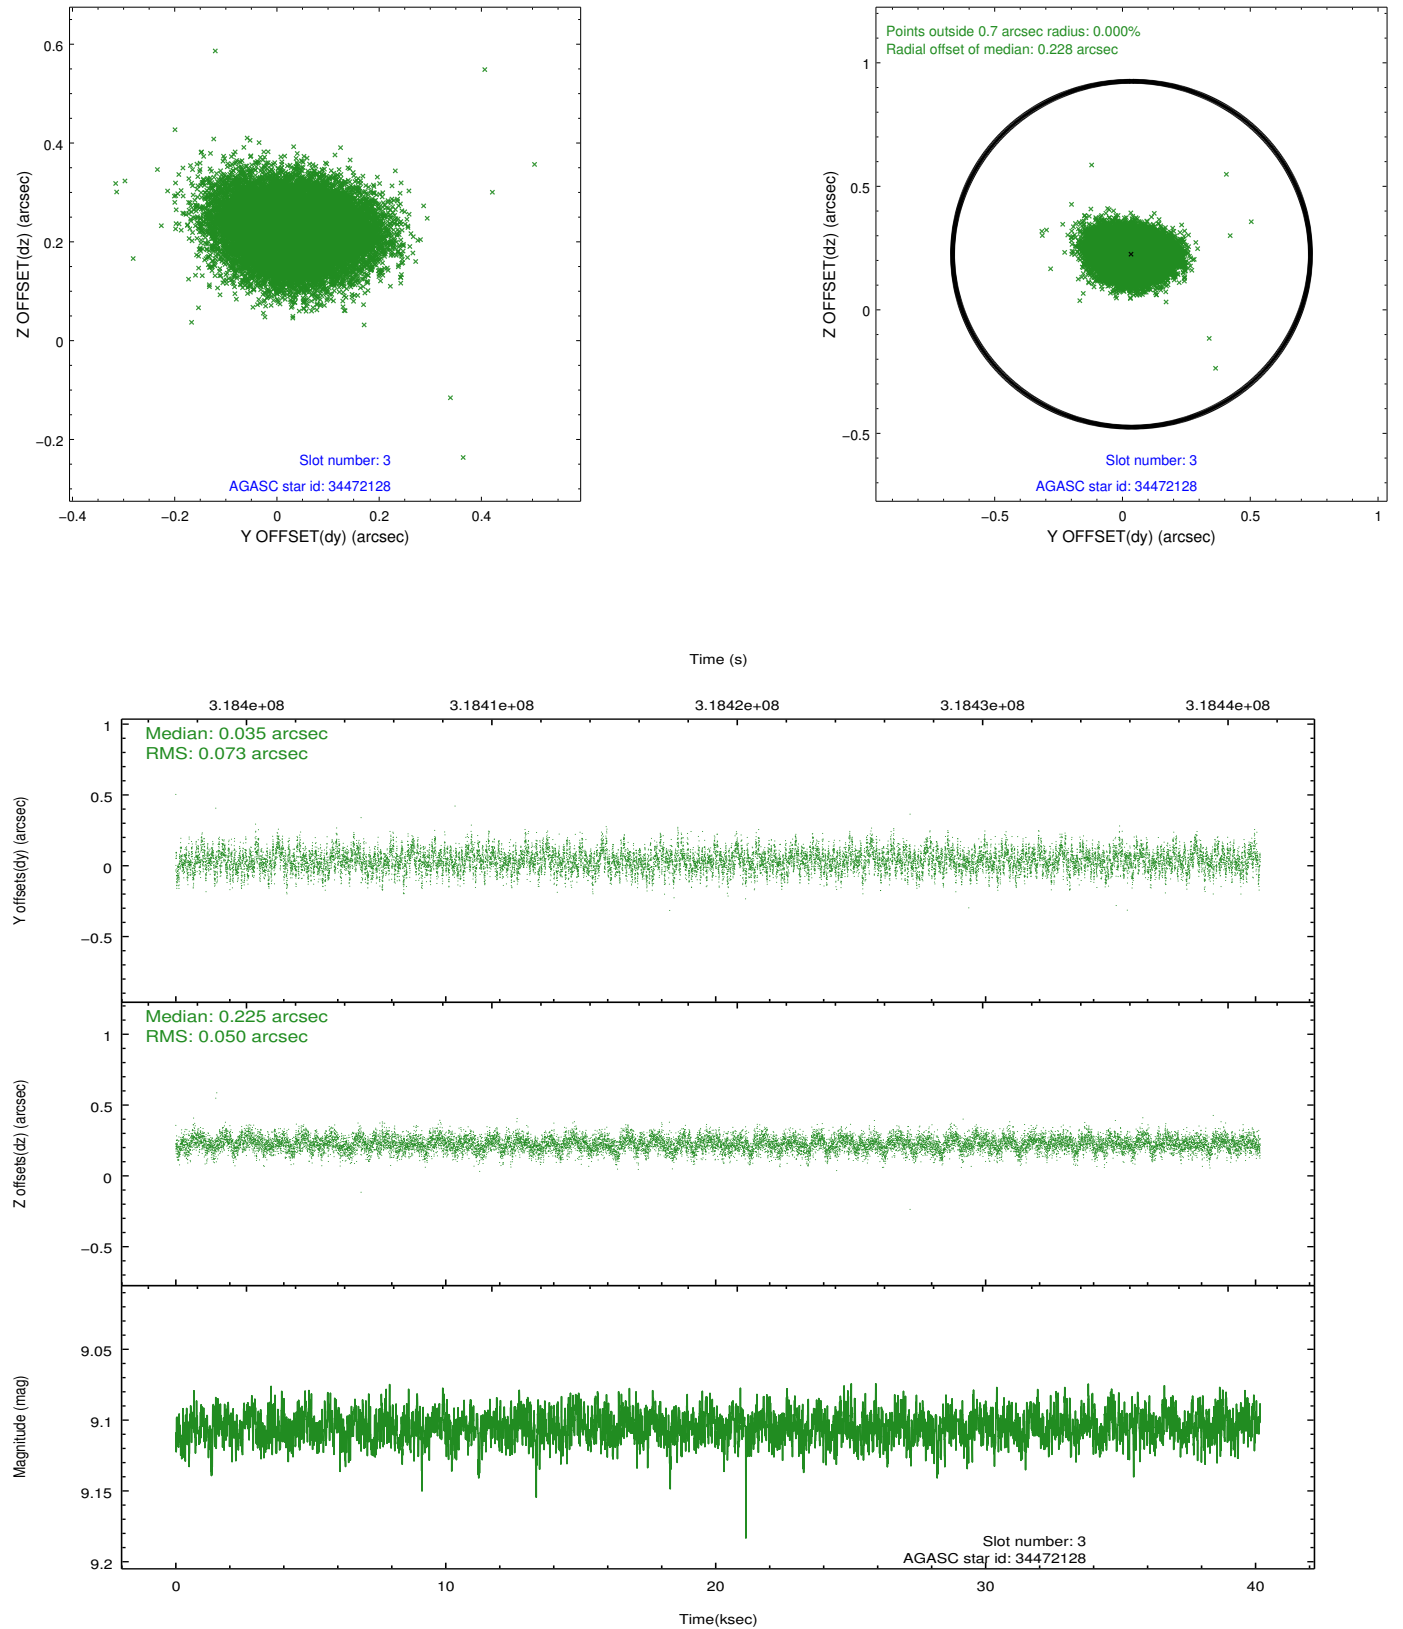 0.6
0.4
0.2
0
−0.2
Z OFFSET(dz) (arcsec)
Slot number: 3
AGASC star id: 34472128
−0.4 −0.2 0 0.2 0.4
Y OFFSET(dy) (arcsec)
Points outside 0.7 arcsec radius: 0.000%
Radial offset of median: 0.228 arcsec
1
0.5
0
−0.5
Z OFFSET(dz) (arcsec)
Slot number: 3
AGASC star id: 34472128
−0.5 0 0.5 1
Y OFFSET(dy) (arcsec)
Time (s)
3.184e+08 3.1841e+08 3.1842e+08 3.1843e+08 3.1844e+08
Median: 0.035 arcsec
RMS: 0.073 arcsec
1
0.5
0
−0.5
Y offsets(dy) (arcsec)
Median: 0.225 arcsec
RMS: 0.050 arcsec
1
0.5
0
−0.5
Z offsets(dz) (arcsec)
9.05
9.1
9.15
9.2
Magnitude (mag)
Slot number: 3
AGASC star id: 34472128
0 10 20 30 40
Time(ksec)